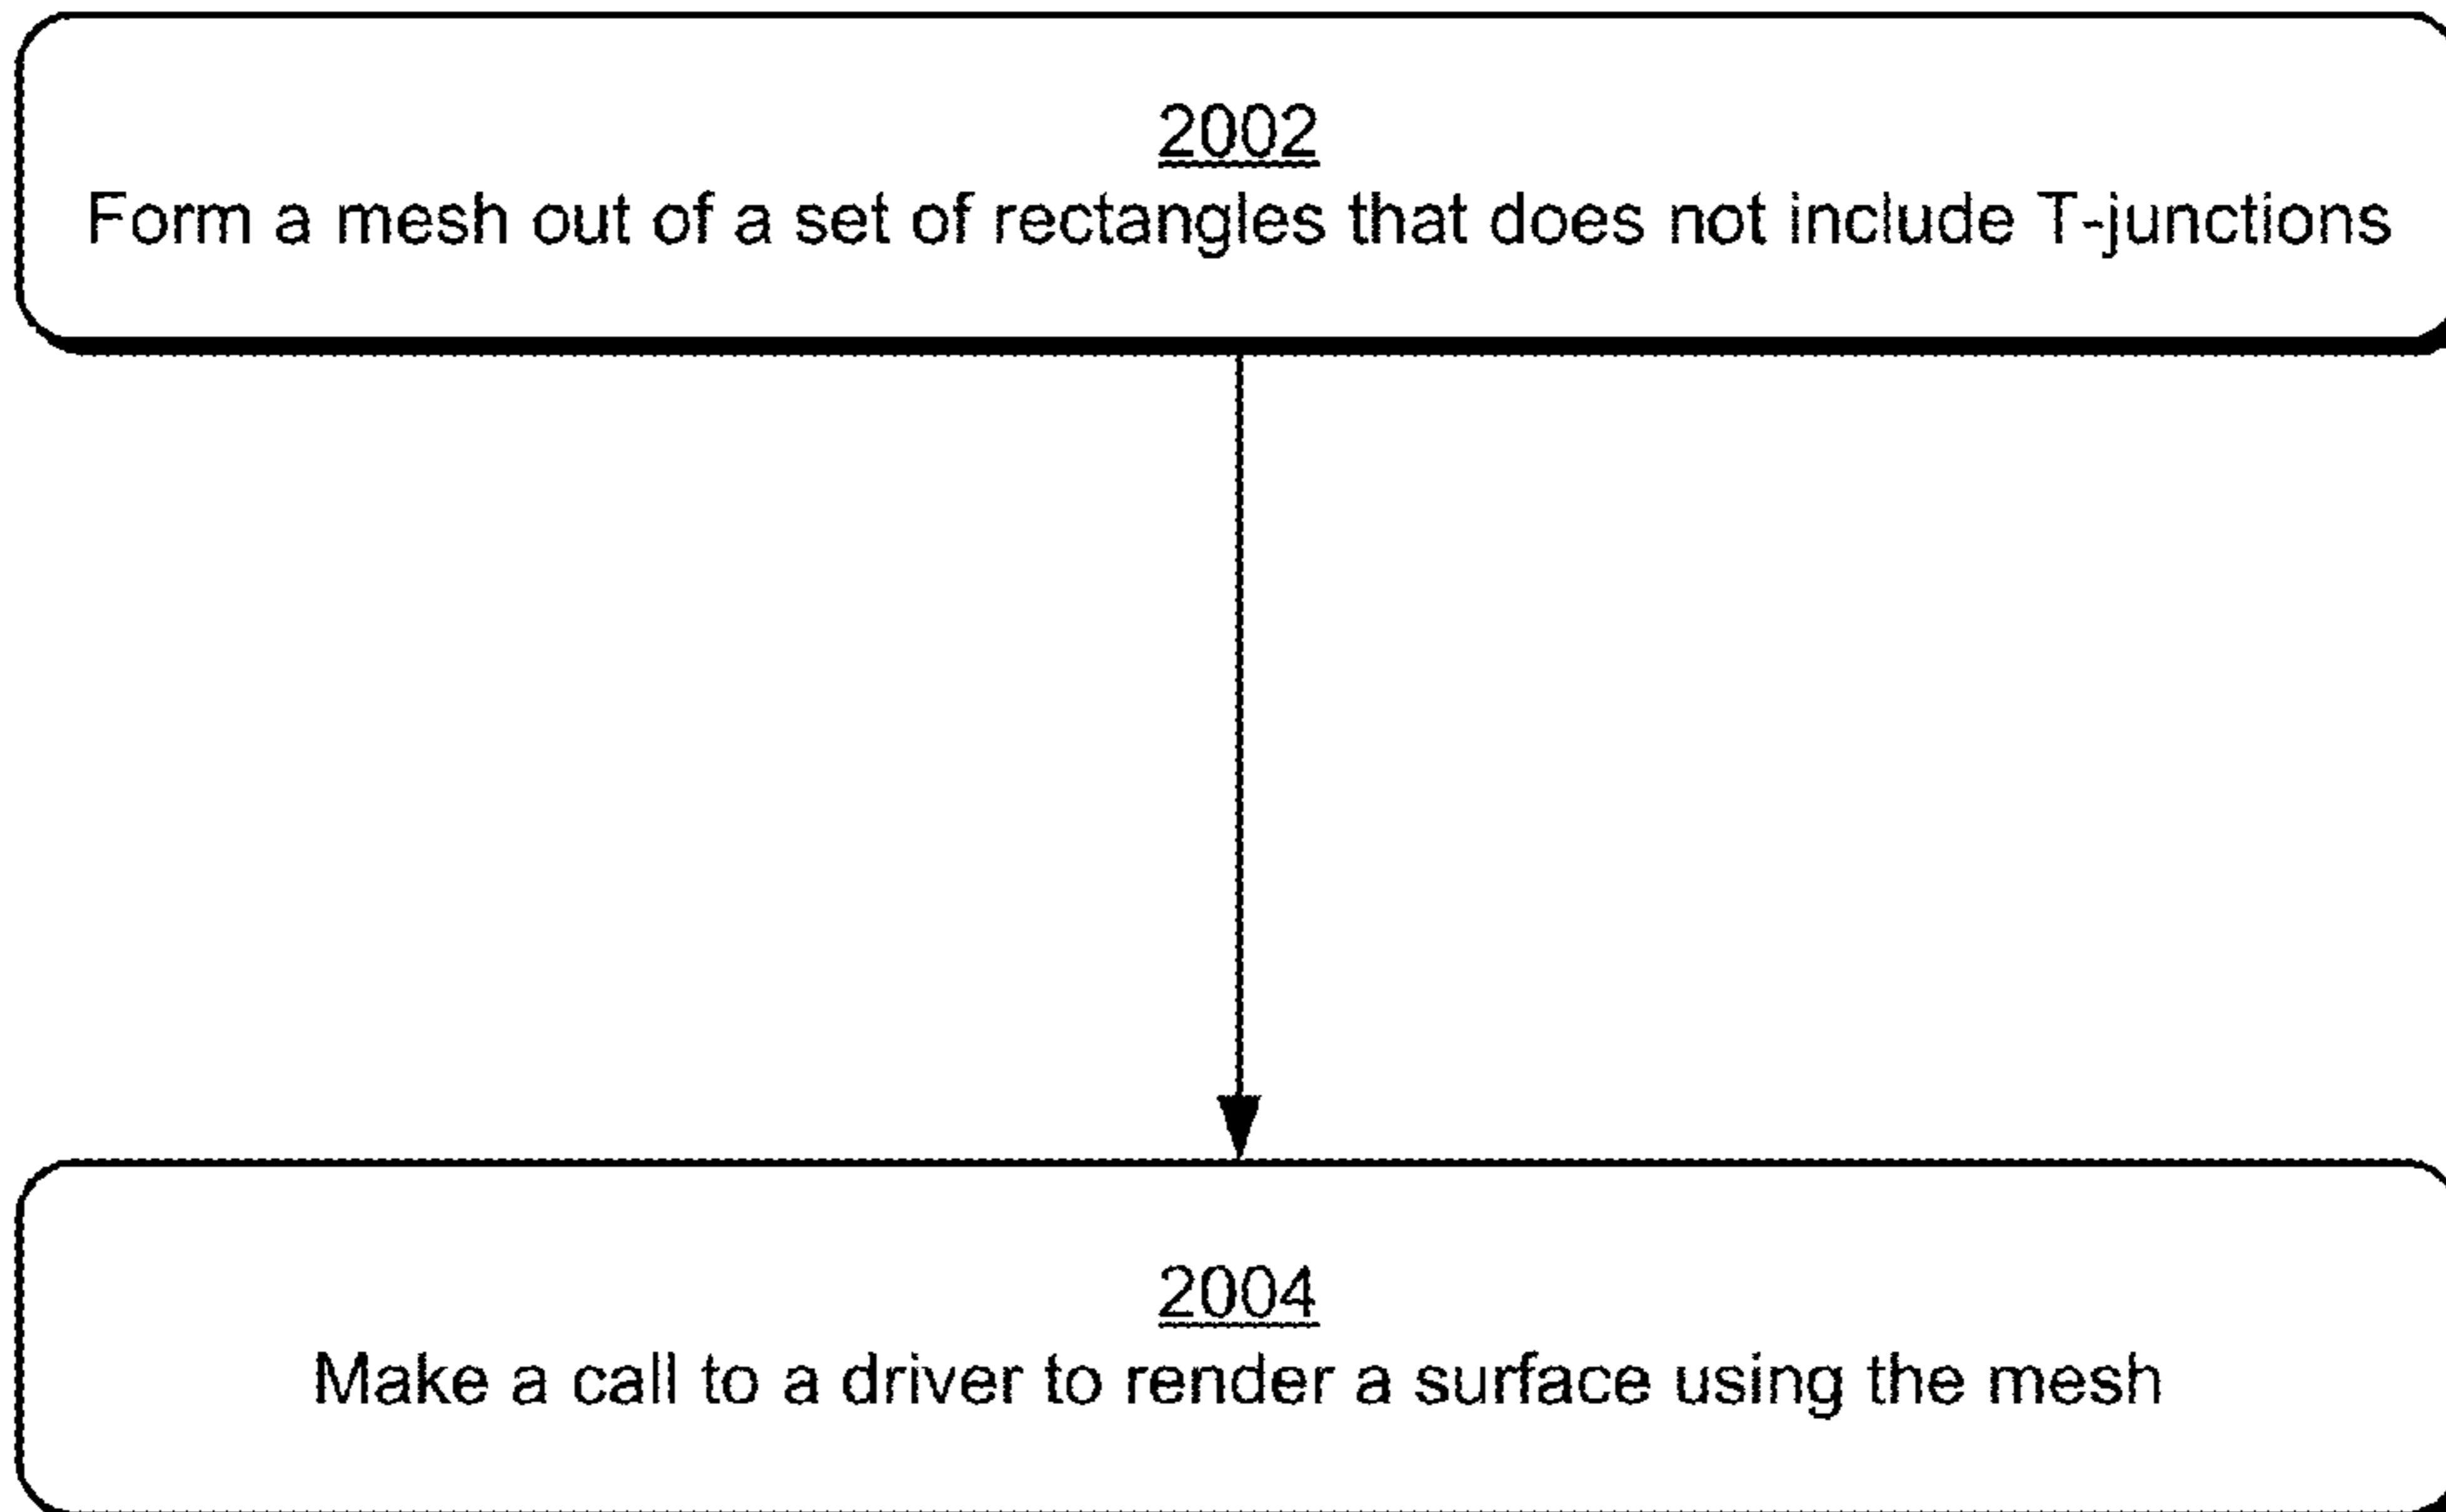 2002
Form a mesh out of a set of rectangles that does not include T-junctions
2004
Make a call to a driver to render a surface using the mesh